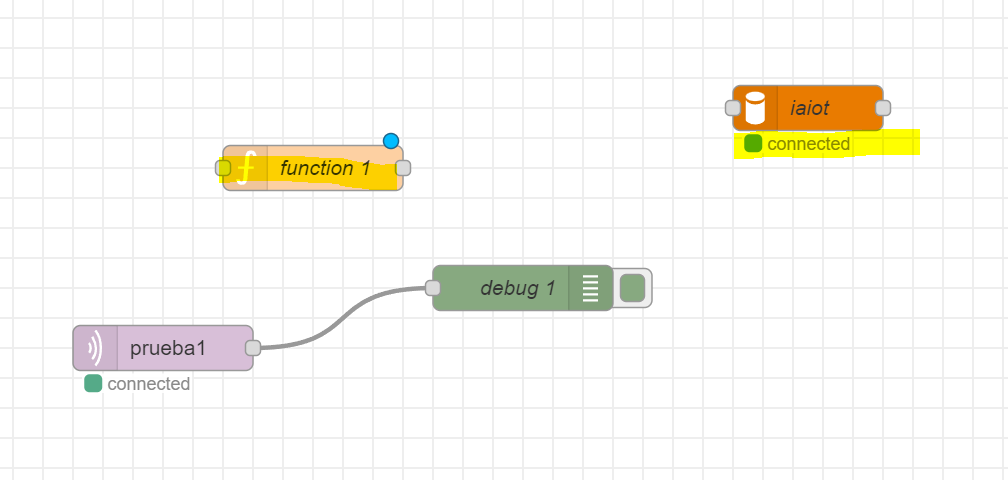 iaiot
connected
function 1
debug 1
prueba1
connected